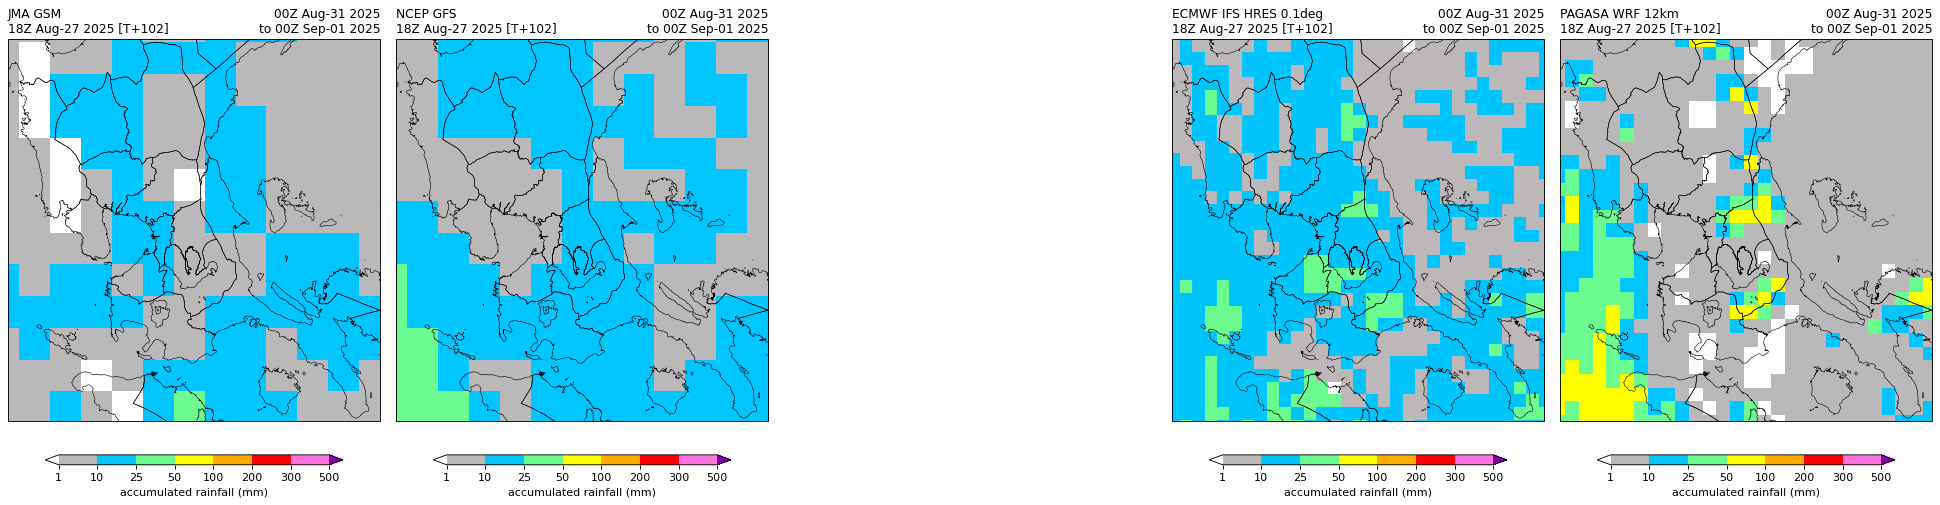 JMA GSM 00Z Aug-31 2025
18Z Aug-27 2025 [T+102] to 00Z Sep-01 2025
1 10 25 50 100 200 300 500
accumulated rainfall (mm)
NCEP GFS 00Z Aug-31 2025
18Z Aug-27 2025 [T+102] to 00Z Sep-01 2025
1 10 25 50 100 200 300 500
accumulated rainfall (mm)
ECMWF IFS HRES 0.1deg 00Z Aug-31 2025
18Z Aug-27 2025 [T+102] to 00Z Sep-01 2025
1 10 25 50 100 200 300 500
accumulated rainfall (mm)
PAGASA WRF 12km 00Z Aug-31 2025
18Z Aug-27 2025 [T+102] to 00Z Sep-01 2025
1 10 25 50 100 200 300 500
accumulated rainfall (mm)